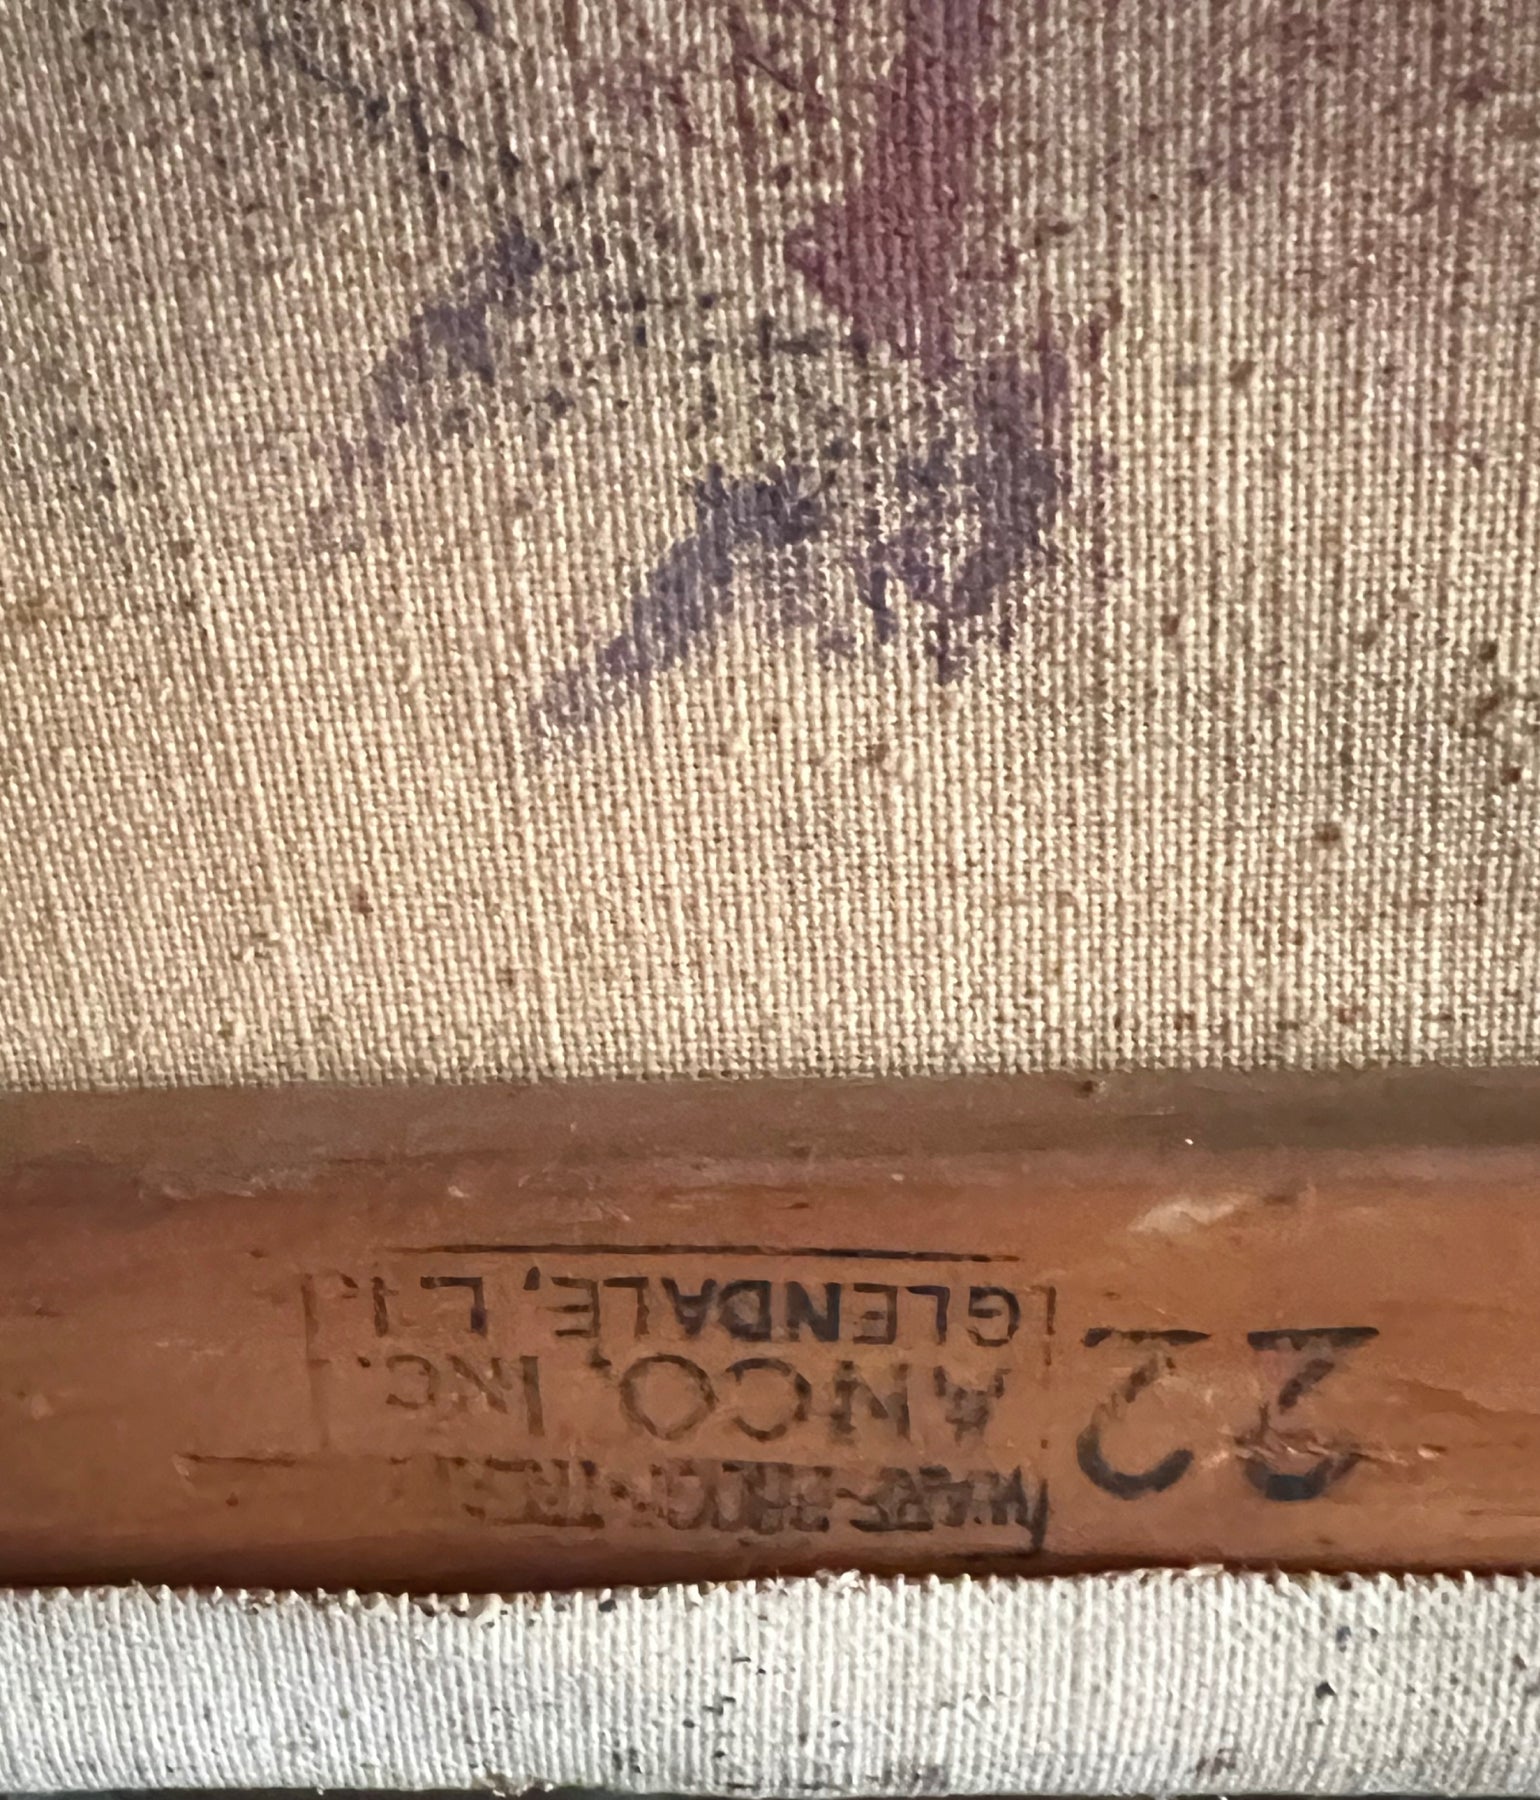 ANCO, INC.
GLENDALE, L. I.
22